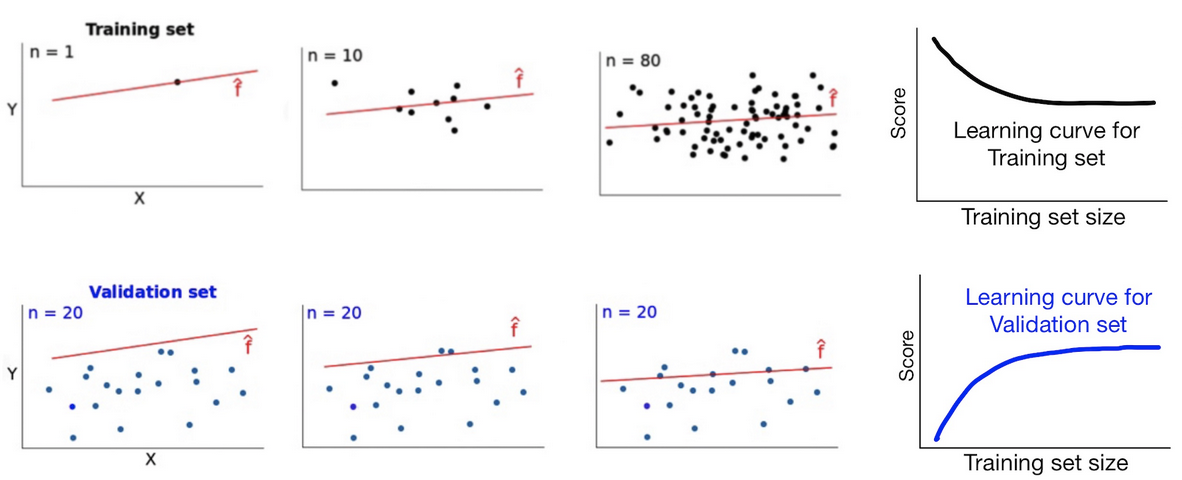 Training set
n = 1
f̂
Y
X
n = 10
f̂
n = 80
f̂
Score
Learning curve for
Training set
Training set size
Validation set
n = 20
f̂
Y
X
n = 20
f̂
n = 20
f̂
Score
Learning curve for
Validation set
Training set size